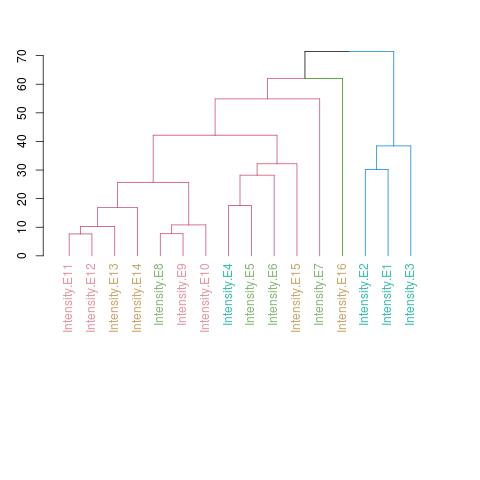 70
60
50
40
30
20
10
0
Intensity.E11
Intensity.E12
Intensity.E13
Intensity.E14
Intensity.E8
Intensity.E9
Intensity.E10
Intensity.E4
Intensity.E5
Intensity.E6
Intensity.E15
Intensity.E7
Intensity.E16
Intensity.E2
Intensity.E1
Intensity.E3